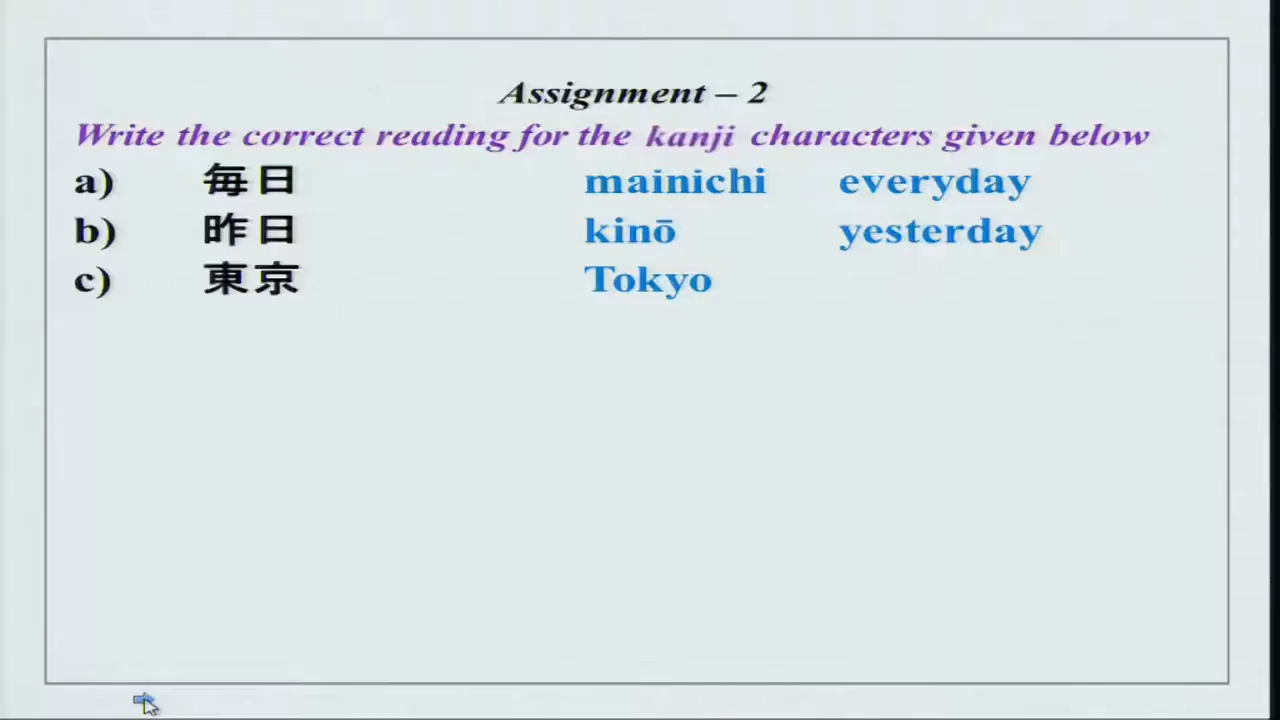 Assignment – 2
Write the correct reading for the kanji characters given below
a) 毎日 mainichi everyday
b) 昨日 kinō yesterday
c) 東京 Tokyo